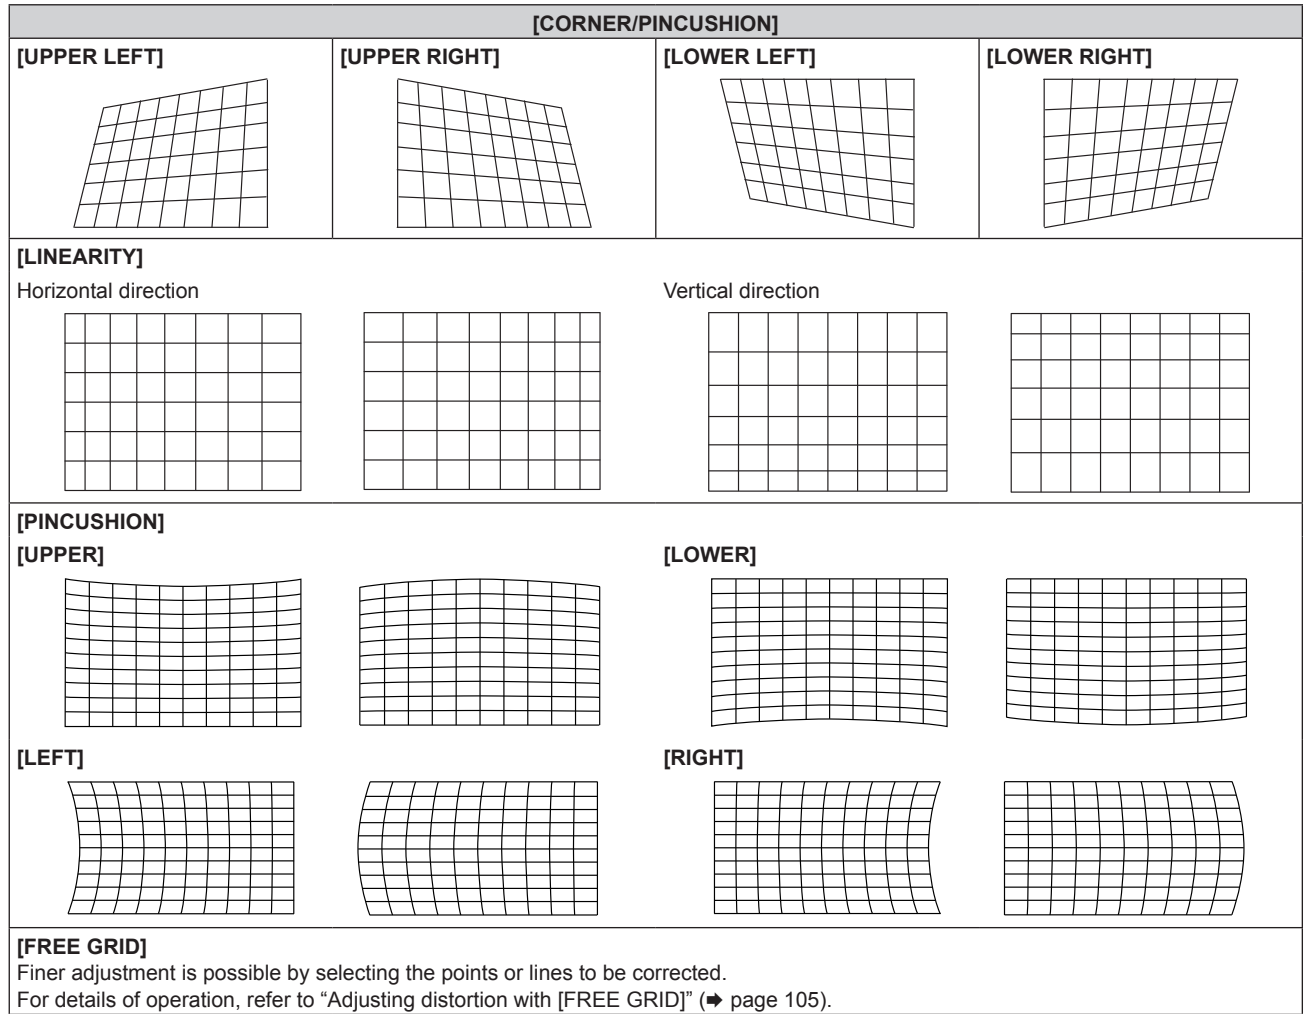 [CORNER/PINCUSHION]
[UPPER LEFT]
[UPPER RIGHT]
[LOWER LEFT]
[LOWER RIGHT]
[LINEARITY]
Horizontal direction
Vertical direction
[PINCUSHION]
[UPPER]
[LOWER]
[LEFT]
[RIGHT]
[FREE GRID]
Finer adjustment is possible by selecting the points or lines to be corrected.
For details of operation, refer to “Adjusting distortion with [FREE GRID]” (➡ page 105).